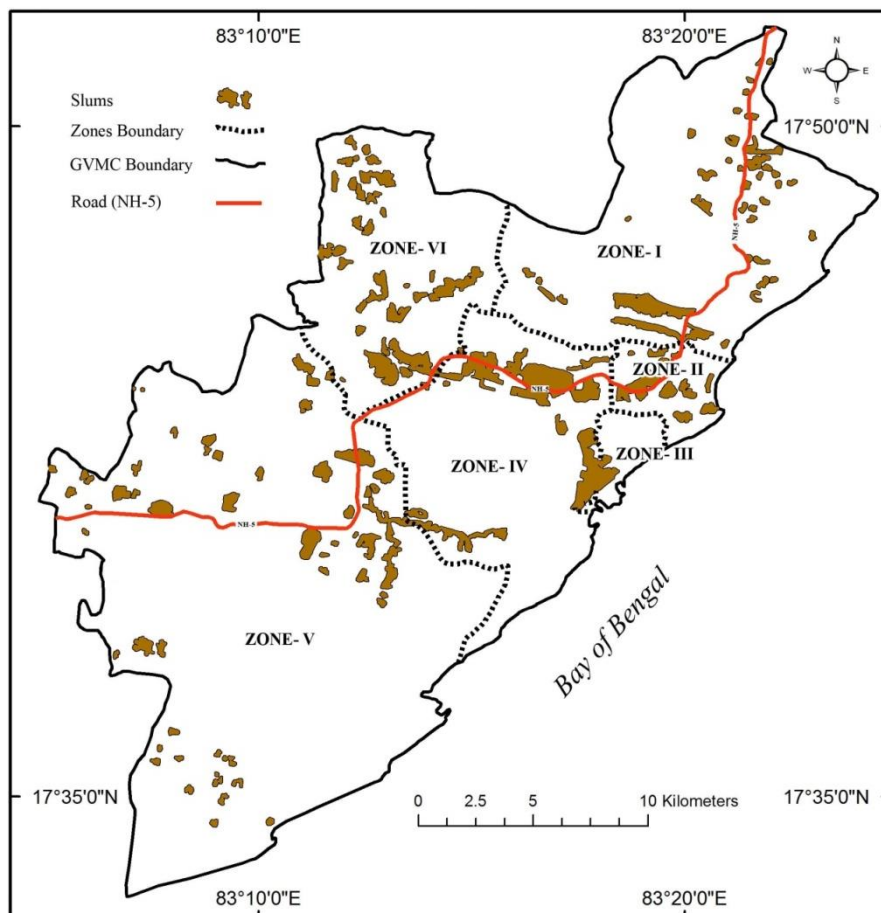 83°10'0"E
83°20'0"E
N
W E
S
Slums
Zones Boundary
GVMC Boundary
Road (NH-5)
17°50'0"N
NH-5
ZONE- VI
ZONE- I
ZONE- II
NH-5
ZONE- IV
ZONE- III
NH-5
ZONE- V
Bay of Bengal
17°35'0"N
0 2.5 5 10 Kilometers
17°35'0"N
83°10'0"E
83°20'0"E